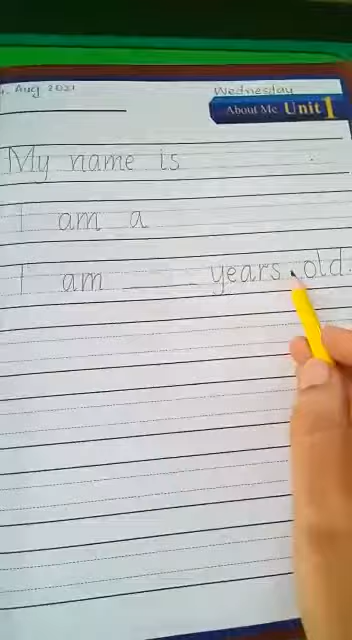 Aug 2021
Wednesday
About Me Unit 1
My name is
I am a
I am ____ years old.